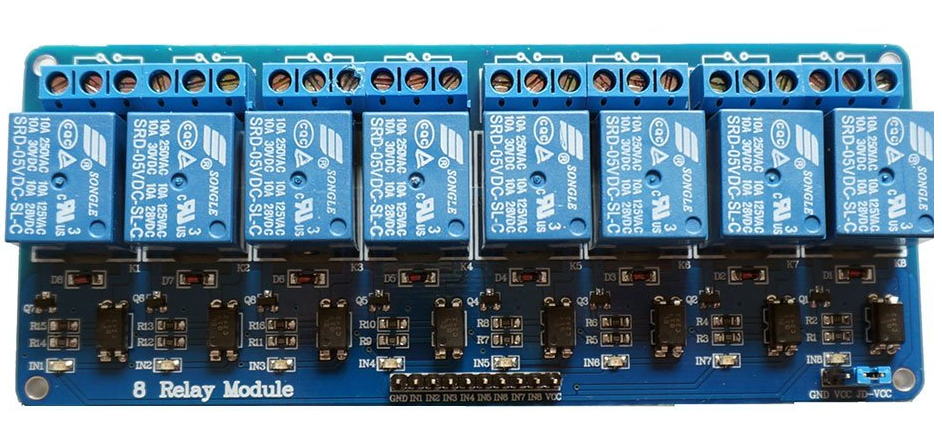 SONGLE
10A 250VAC 10A 125VAC
10A 30VDC 10A 28VDC
SRD-05VDC-SL-C
CQC ® c US 3
SONGLE
10A 250VAC 10A 125VAC
10A 30VDC 10A 28VDC
SRD-05VDC-SL-C
CQC ® c US 3
SONGLE
10A 250VAC 10A 125VAC
10A 30VDC 10A 28VDC
SRD-05VDC-SL-C
CQC ® c US 3
SONGLE
10A 250VAC 10A 125VAC
10A 30VDC 10A 28VDC
SRD-05VDC-SL-C
CQC ® c US 3
SONGLE
10A 250VAC 10A 125VAC
10A 30VDC 10A 28VDC
SRD-05VDC-SL-C
CQC ® c US 3
SONGLE
10A 250VAC 10A 125VAC
10A 30VDC 10A 28VDC
SRD-05VDC-SL-C
CQC ® c US 3
SONGLE
10A 250VAC 10A 125VAC
10A 30VDC 10A 28VDC
SRD-05VDC-SL-C
CQC ® c US 3
SONGLE
10A 250VAC 10A 125VAC
10A 30VDC 10A 28VDC
SRD-05VDC-SL-C
CQC ® c US 3
K1 K2 K3 K4 K5 K6 K7 K8
D8 D7 D6 D5 D4 D3 D2 D1
Q7 Q8 Q6 Q5 Q4 Q3 Q2 Q1
R15 R13 R16 R10 R8 R6 R4 R2
R14 R12 R11 R9 R7 R5 R3 R1
IN1 IN2 IN3 IN4 IN5 IN6 IN7 IN8
8 Relay Module
GND IN1 IN2 IN3 IN4 IN5 IN6 IN7 IN8 VCC
GND VCC JD-VCC